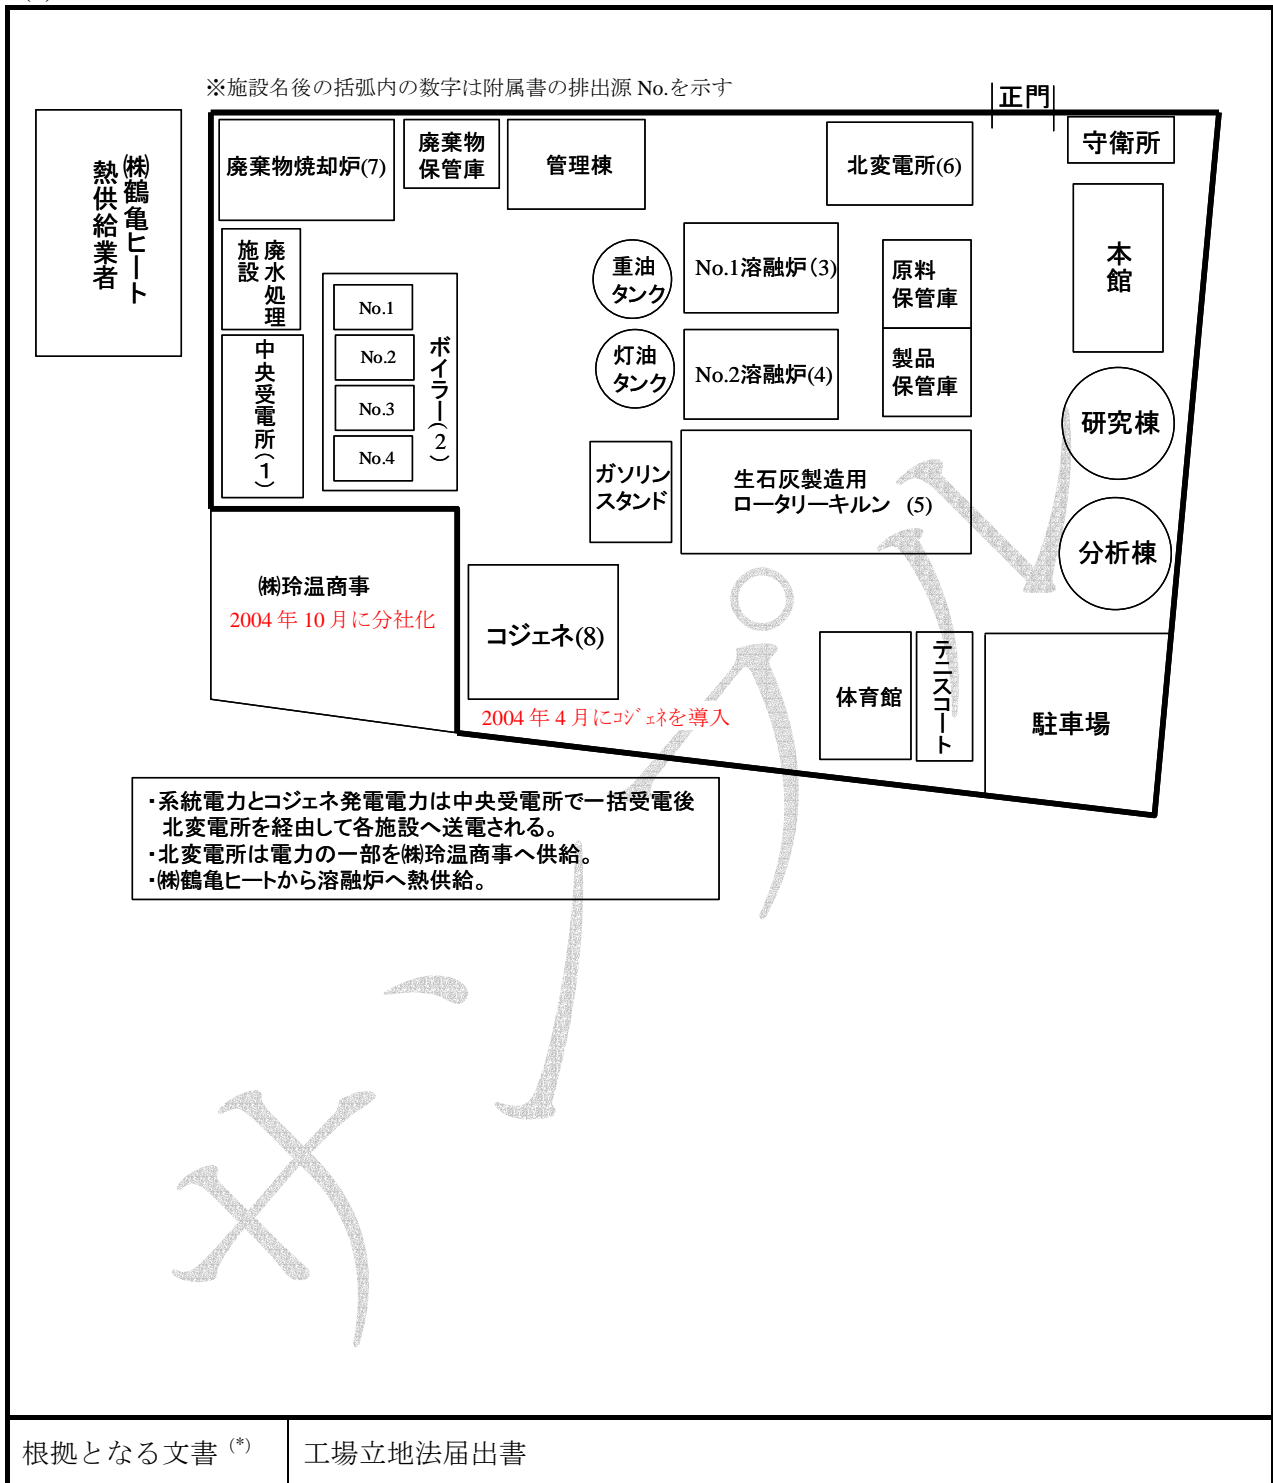 ※施設名後の括弧内の数字は附属書の排出源 No.を示す
正門
㈱鶴亀ヒート
熱供給業者
廃棄物焼却炉(7)
廃棄物
保管庫
管理棟
北変電所(6)
守衛所
廃水処理
施設
中央受電所(1)
No.1
No.2
No.3
No.4
ボイラー(2)
重油
タンク
灯油
タンク
No.1溶融炉(3)
No.2溶融炉(4)
原料
保管庫
製品
保管庫
本館
研究棟
分析棟
ガソリン
スタンド
生石灰製造用
ロータリーキルン (5)
㈱玲温商事
2004 年 10 月に分社化
コジェネ(8)
2004 年 4 月にｺｼﾞｪﾈを導入
体育館
テニスコート
駐車場
・系統電力とコジェネ発電電力は中央受電所で一括受電後
北変電所を経由して各施設へ送電される。
・北変電所は電力の一部を㈱玲温商事へ供給。
・㈱鶴亀ヒートから溶融炉へ熱供給。
根拠となる文書(*)
工場立地法届出書